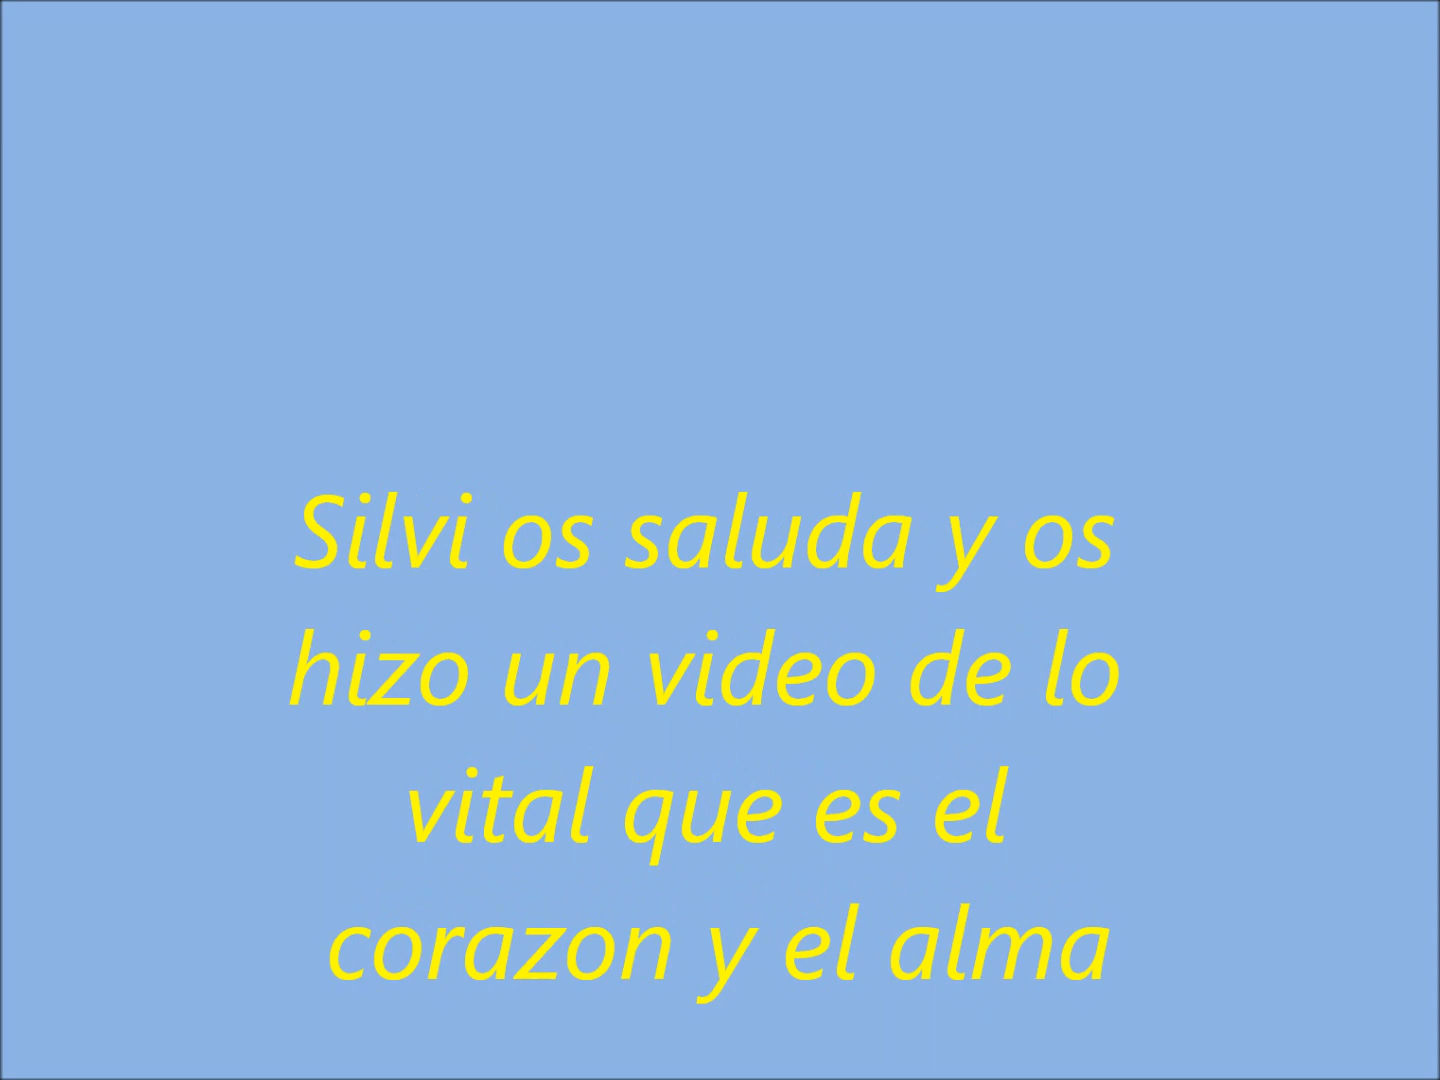 Silvi os saluda y os
hizo un video de lo
vital que es el
corazon y el alma